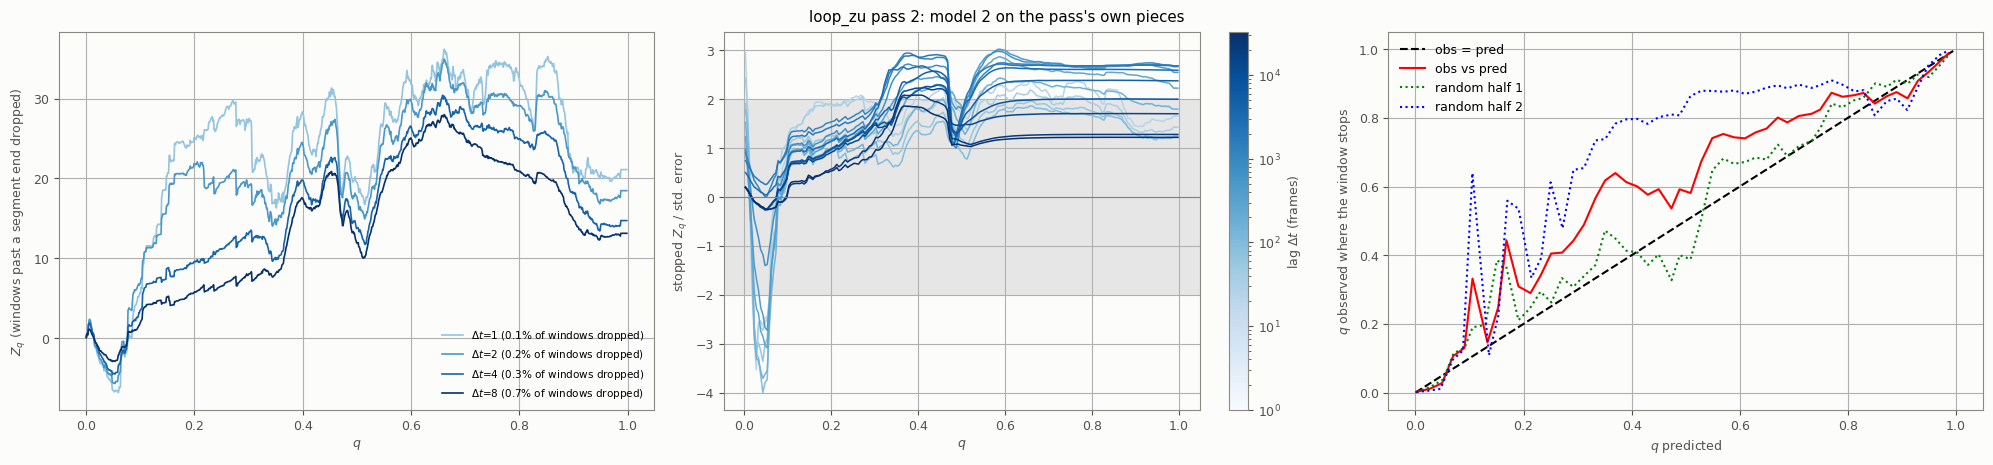 loop_zu pass 2: model 2 on the pass's own pieces
Z_q (windows past a segment end dropped)
30
20
10
0
Δt=1 (0.1% of windows dropped)
Δt=2 (0.2% of windows dropped)
Δt=4 (0.3% of windows dropped)
Δt=8 (0.7% of windows dropped)
0.0 0.2 0.4 0.6 0.8 1.0
q
stopped Z_q / std. error
3
2
1
0
−1
−2
−3
−4
0.0 0.2 0.4 0.6 0.8 1.0
q
10^4
10^3
10^2
10^1
10^0
lag Δt (frames)
q observed where the window stops
1.0
0.8
0.6
0.4
0.2
0.0
obs = pred
obs vs pred
random half 1
random half 2
0.0 0.2 0.4 0.6 0.8 1.0
q predicted